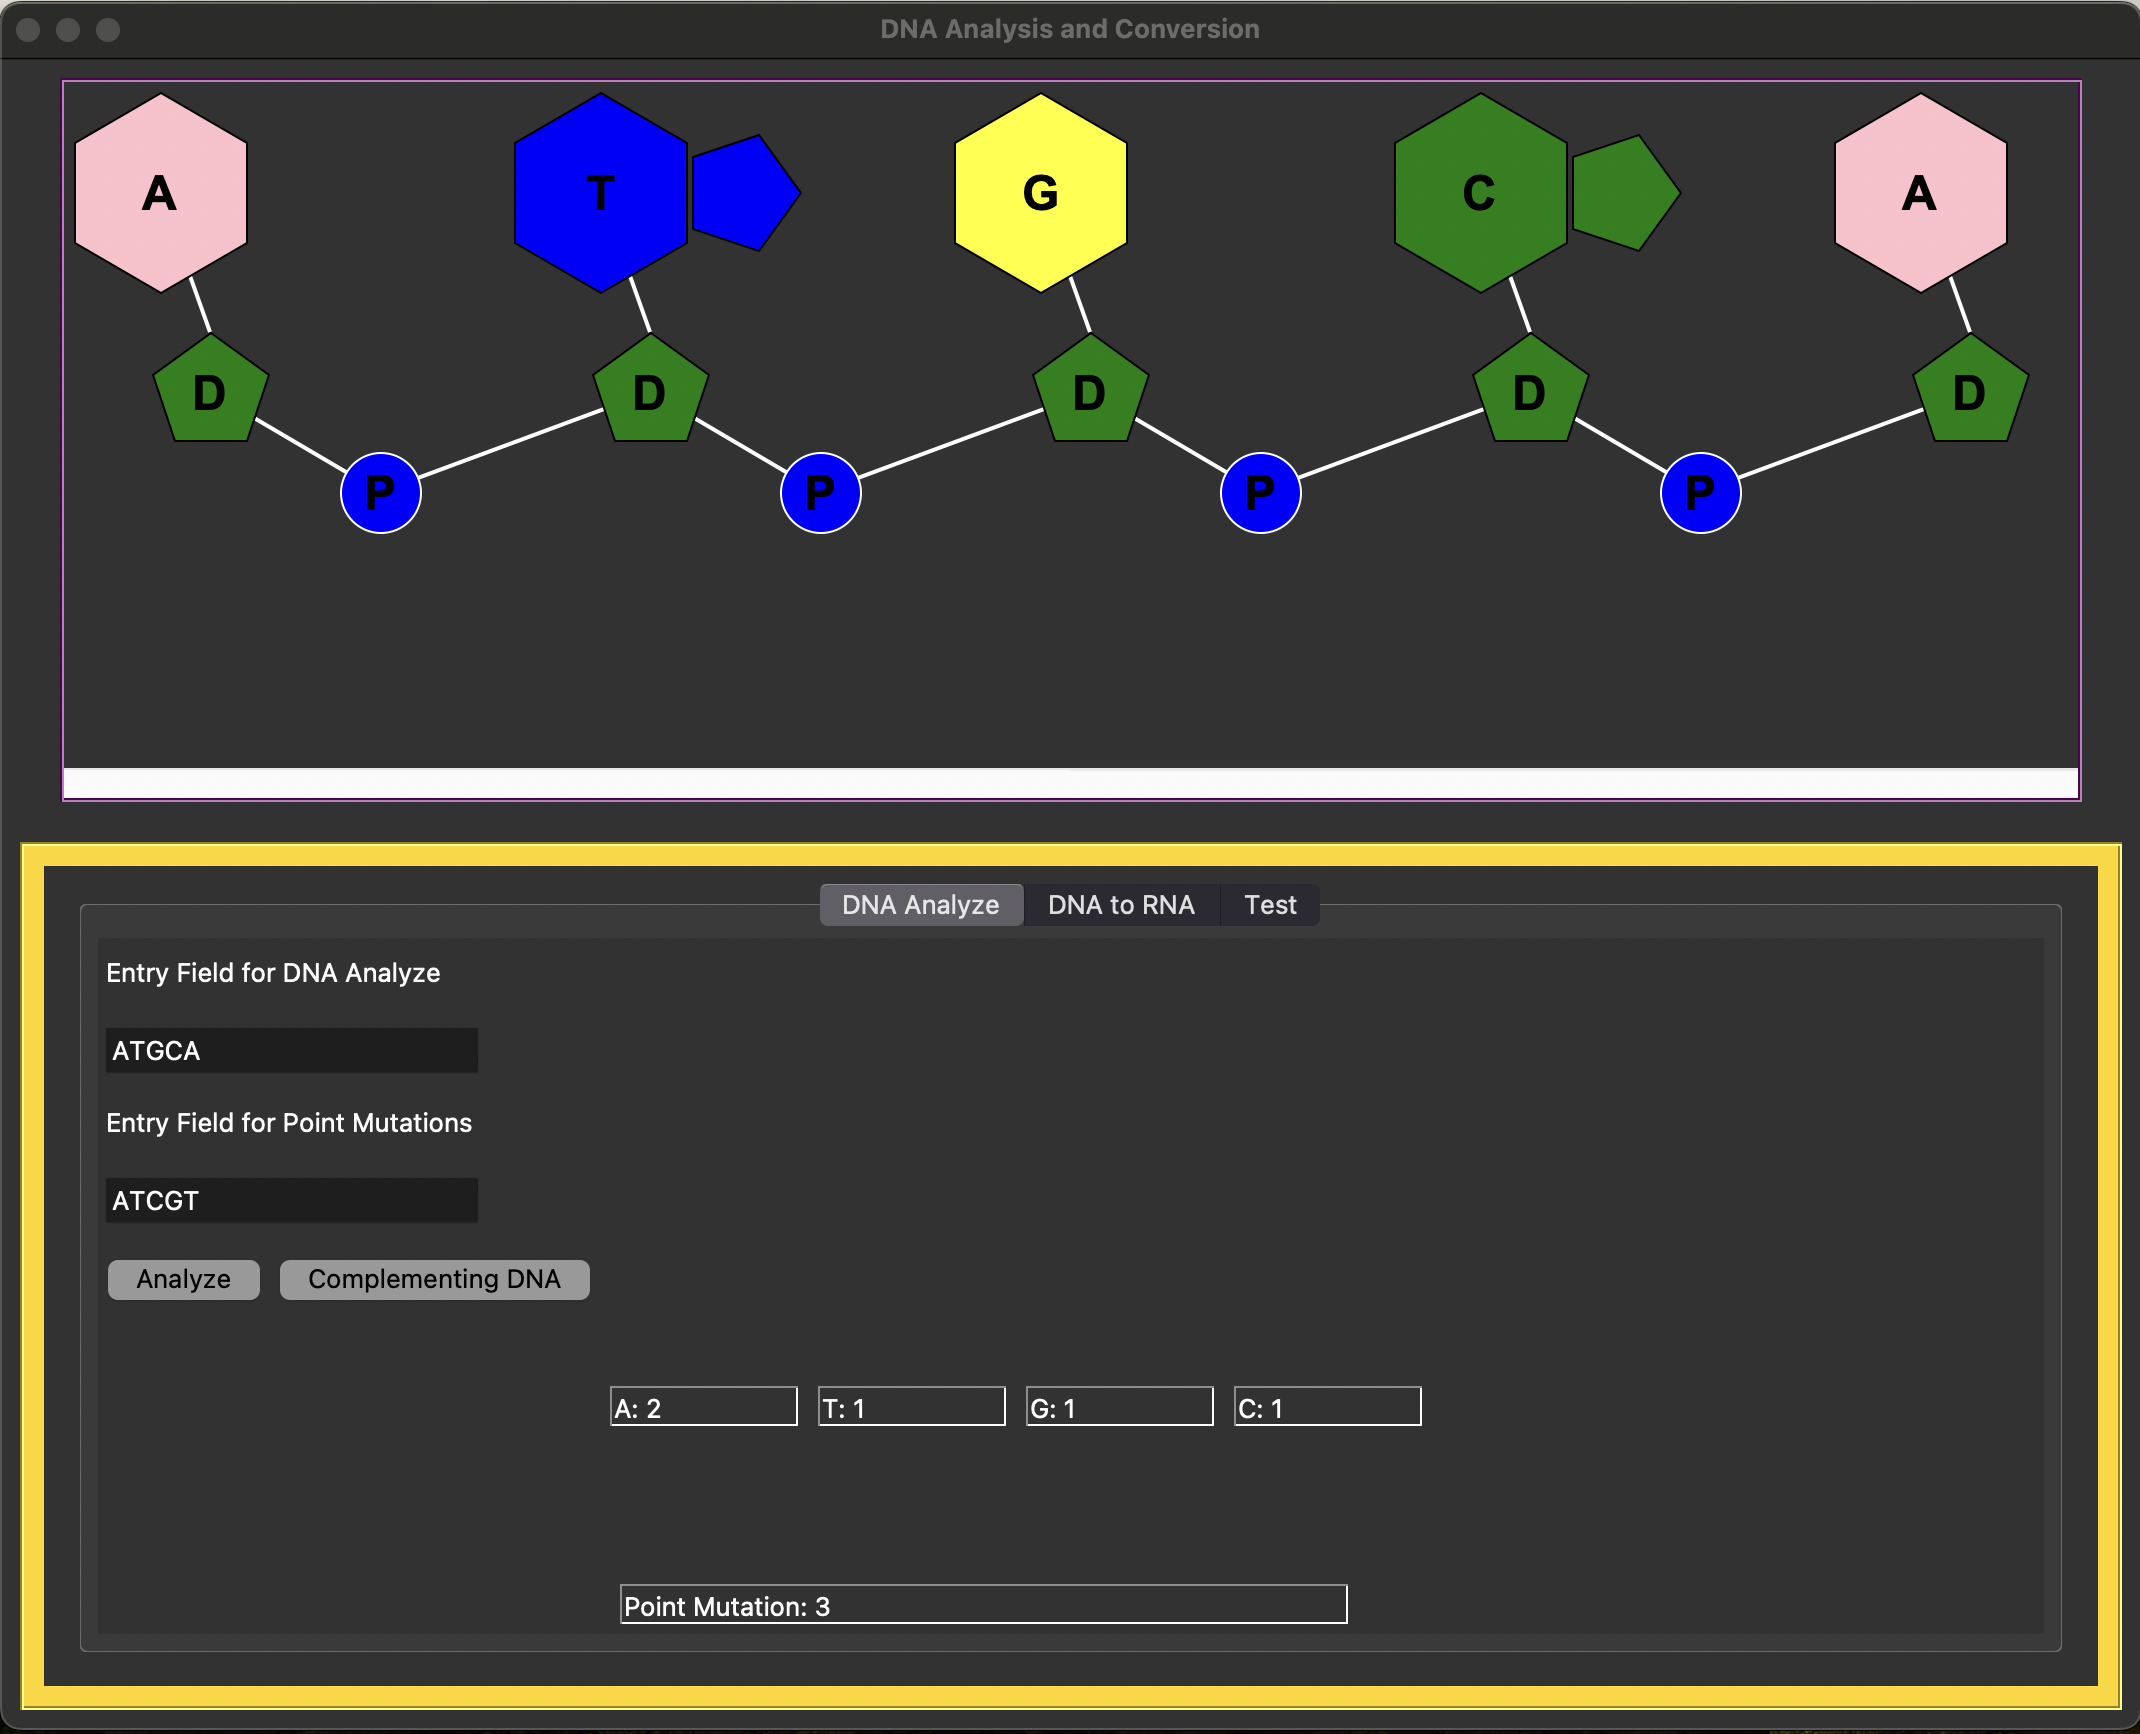 DNA Analysis and Conversion
A T G C A
D D D D D
P P P P
DNA Analyze DNA to RNA Test
Entry Field for DNA Analyze
ATGCA
Entry Field for Point Mutations
ATCGT
Analyze Complementing DNA
A: 2 T: 1 G: 1 C: 1
Point Mutation: 3